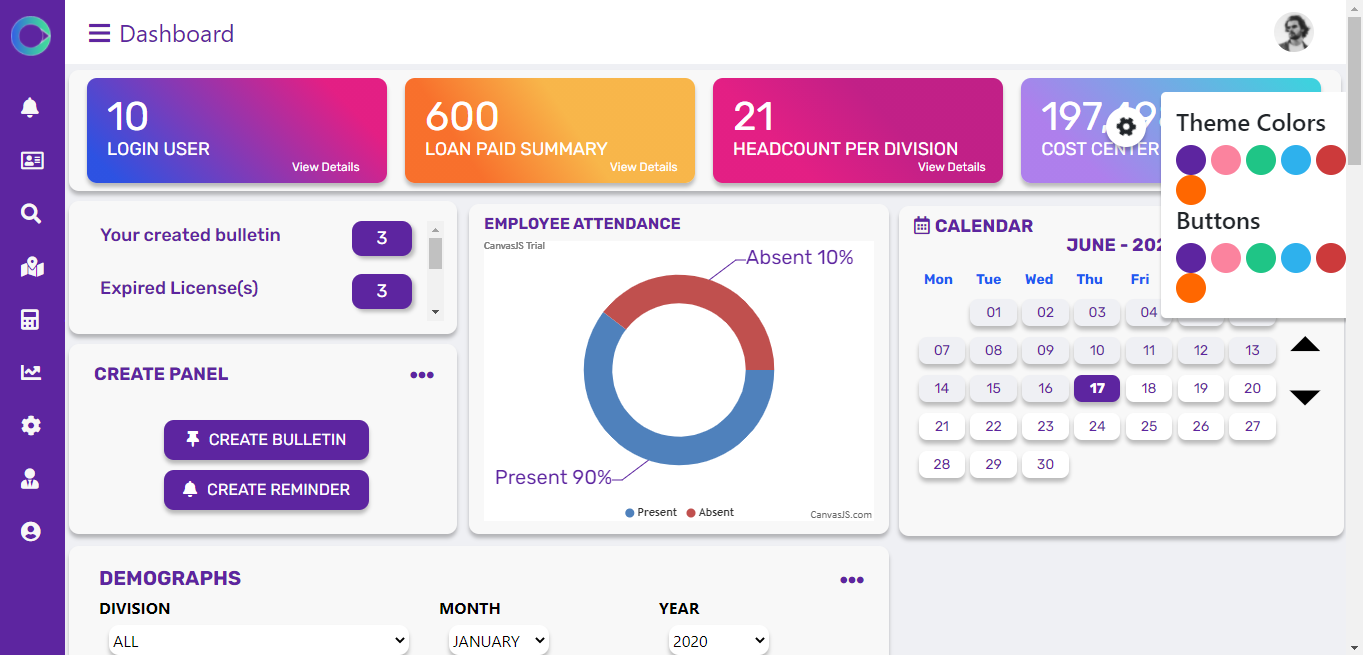 Dashboard
10
LOGIN USER
View Details
600
LOAN PAID SUMMARY
View Details
21
HEADCOUNT PER DIVISION
View Details
COST CENTER
Theme Colors
Buttons
Your created bulletin
3
Expired License(s)
3
CREATE PANEL
CREATE BULLETIN
CREATE REMINDER
EMPLOYEE ATTENDANCE
CanvasJS Trial
Absent 10%
Present 90%
Present Absent
CanvasJS.com
CALENDAR
JUNE -
Mon Tue Wed Thu Fri
01 02 03 04
07 08 09 10 11 12 13
14 15 16 17 18 19 20
21 22 23 24 25 26 27
28 29 30
DEMOGRAPHS
DIVISION MONTH YEAR
ALL JANUARY 2020